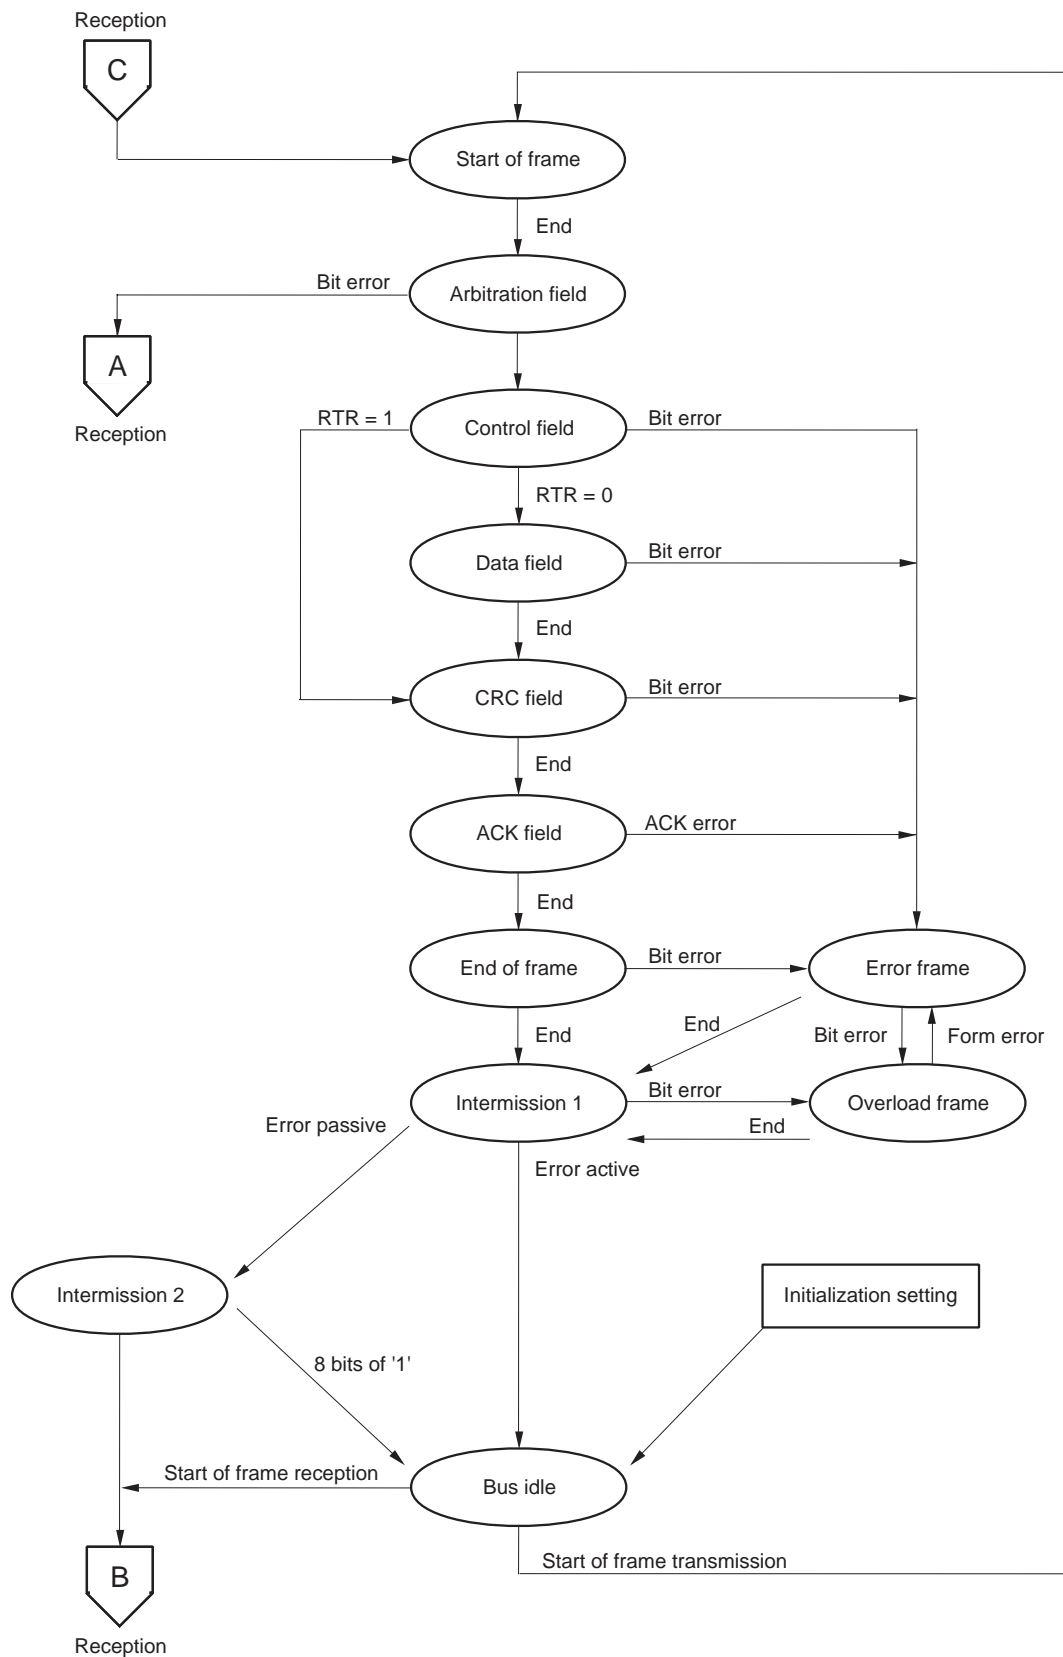 Reception
C
Start of frame
End
Bit error
Arbitration field
A
Reception
RTR = 1
Control field
Bit error
RTR = 0
Data field
Bit error
End
CRC field
Bit error
End
ACK field
ACK error
End
End of frame
Bit error
Error frame
End
End
Bit error
Form error
Intermission 1
Bit error
Overload frame
End
Error passive
Error active
Intermission 2
Initialization setting
8 bits of '1'
Start of frame reception
Bus idle
Start of frame transmission
B
Reception